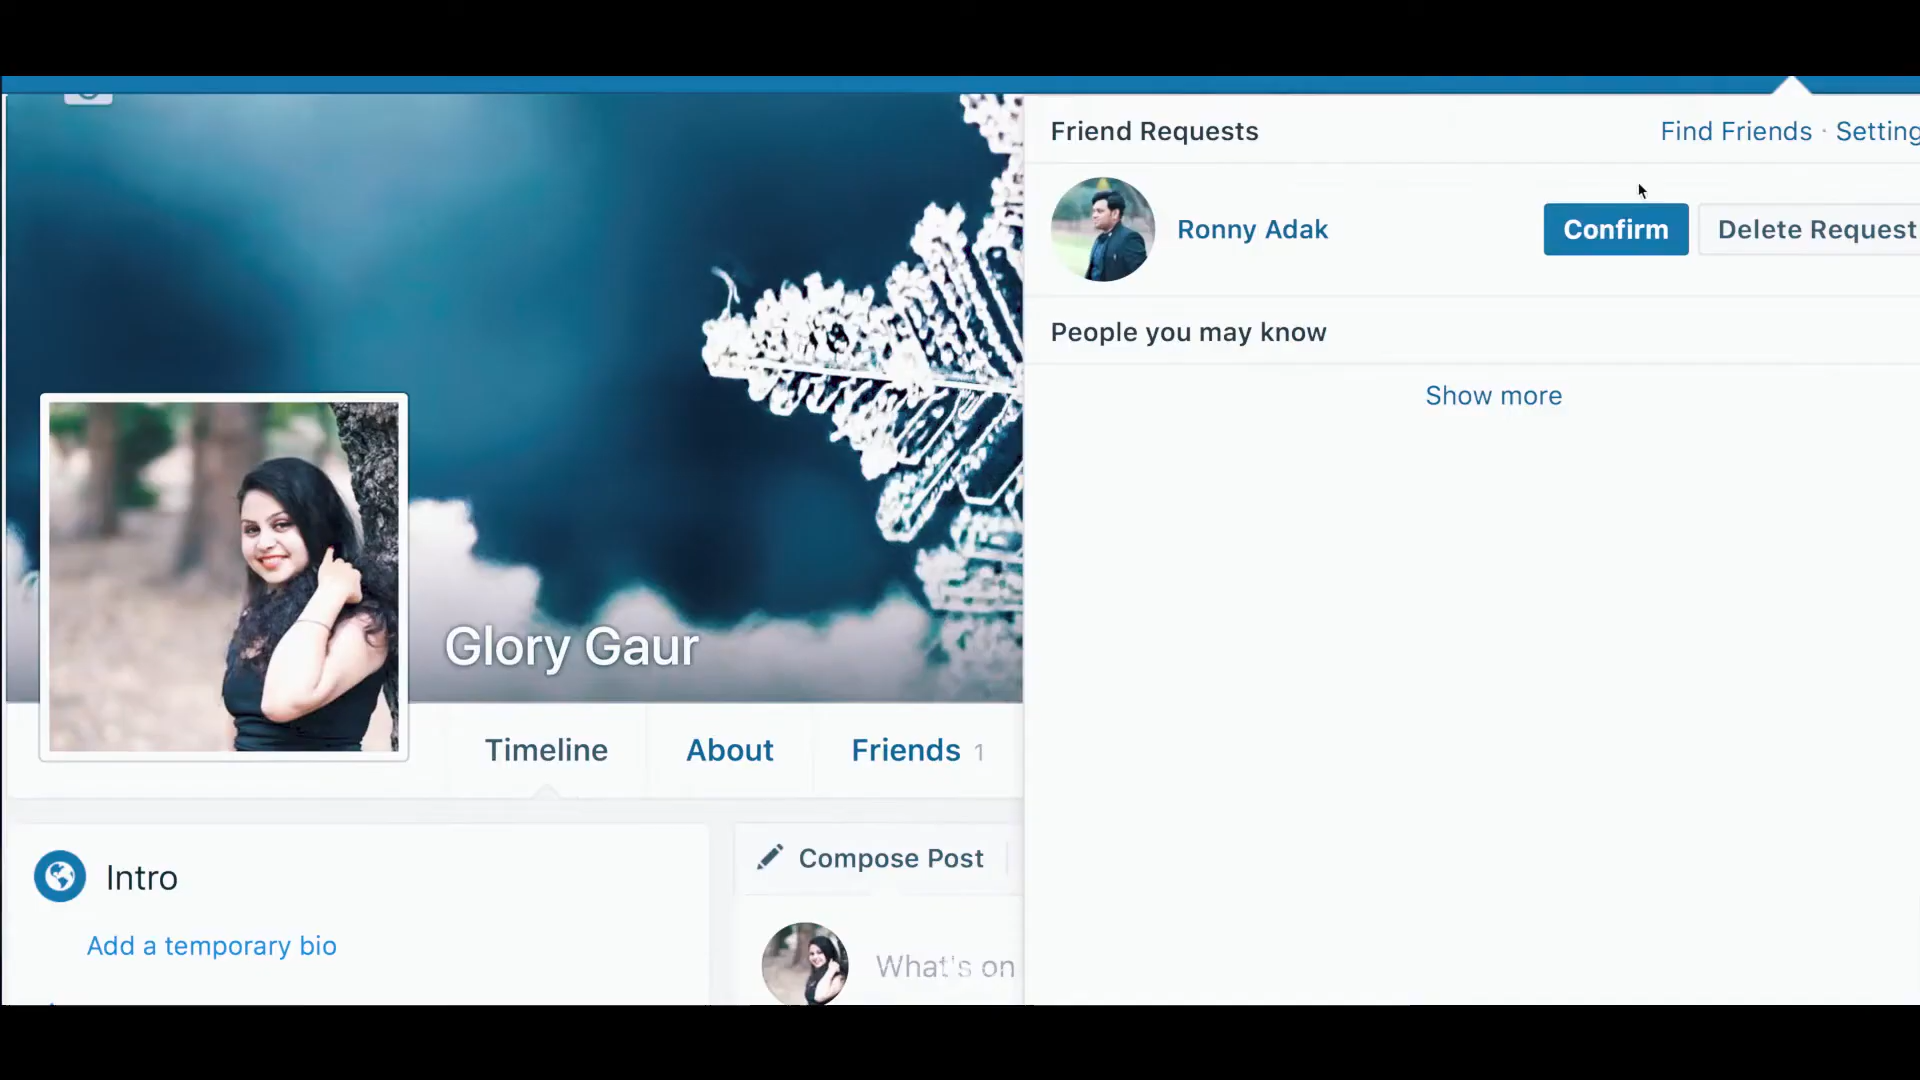 Friend Requests
Find Friends · Setting
Ronny Adak
Confirm
Delete Request
People you may know
Show more
Glory Gaur
Timeline
About
Friends 1
Intro
Add a temporary bio
Compose Post
What's on